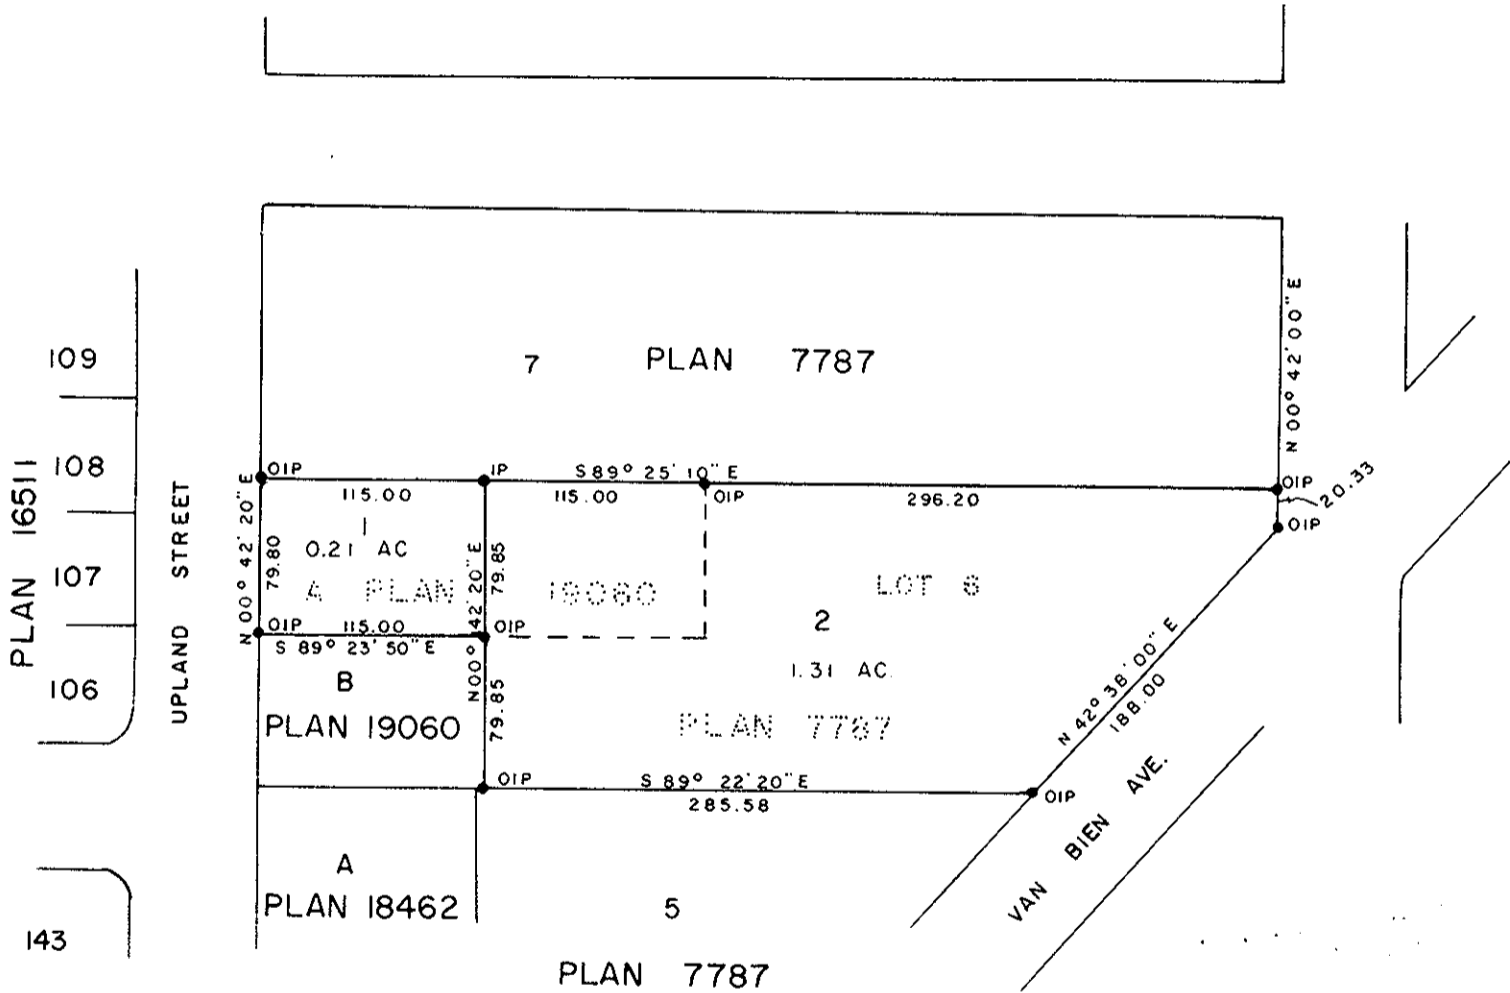 109
7 PLAN 7787
N 00° 42' 00" E
108
PLAN 16511
UPLAND STREET
OIP
IP
S 89° 25' 10" E
OIP
OIP
20.33
115.00
115.00
296.20
OIP
N 00° 42' 20" E
79.80
1
0.21 AC
N00° 42' 20" E
79.85
107
A PLAN 19060
LOT 8
2
OIP
115.00
OIP
S 89° 23' 50" E
1.31 AC.
N 42° 38' 00" E
188.00
106
B
PLAN 19060
79.85
PLAN 7787
OIP
S 89° 22' 20" E
285.58
OIP
VAN BIEN AVE.
A
PLAN 18462
5
143
PLAN 7787